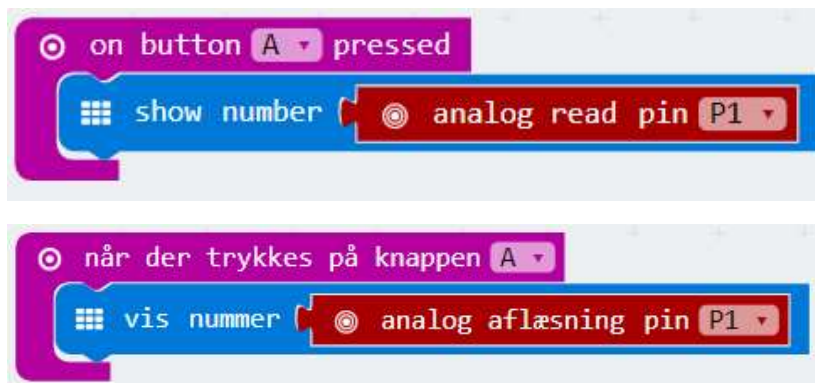 on button A pressed
show number analog read pin P1
når der trykkes på knappen A
vis nummer analog aflæsning pin P1